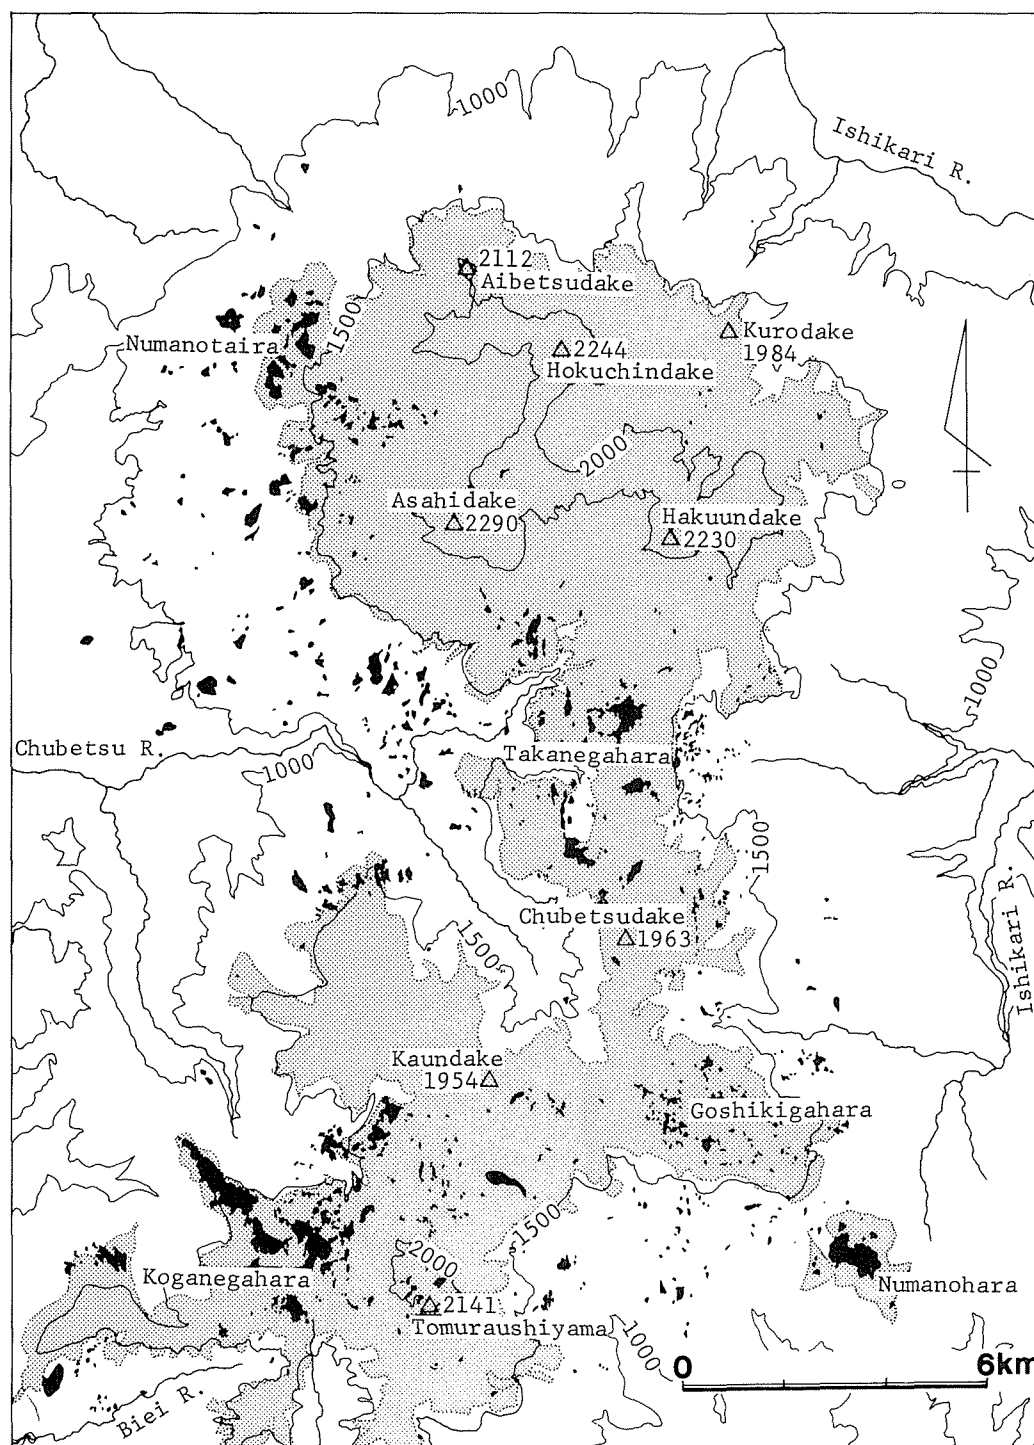 1000
Ishikari R.
2112
Aibetsudake
1500
Numanotaira
Kurodake
1984
2244
Hokuchindake
2000
Asahidake
2290
Hakuundake
2230
1000
Chubetsu R.
1000
Takanegahara
1500
Ishikari R.
Chubetsudake
1963
1500
Kaundake
1954
Goshikigahara
1500
2000
Koganegahara
2141
Tomuraushiyama
Numanohara
1000
0 6km
Biei R.